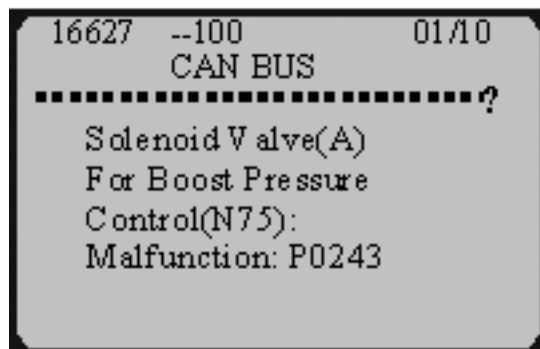 16627 --100 01/10
CAN BUS
?
Solenoid Valve(A)
For Boost Pressure
Control(N75):
Malfunction: P0243